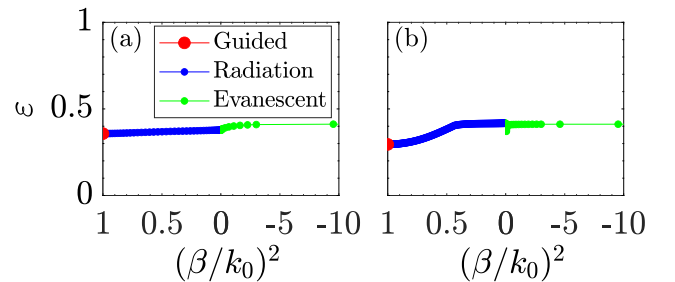 1
(a)
Guided
Radiation
Evanescent
0.5
ε
0
1
0.5
0
-5
-10
(β/k₀)²
(b)
1
0.5
0
-5
-10
(β/k₀)²